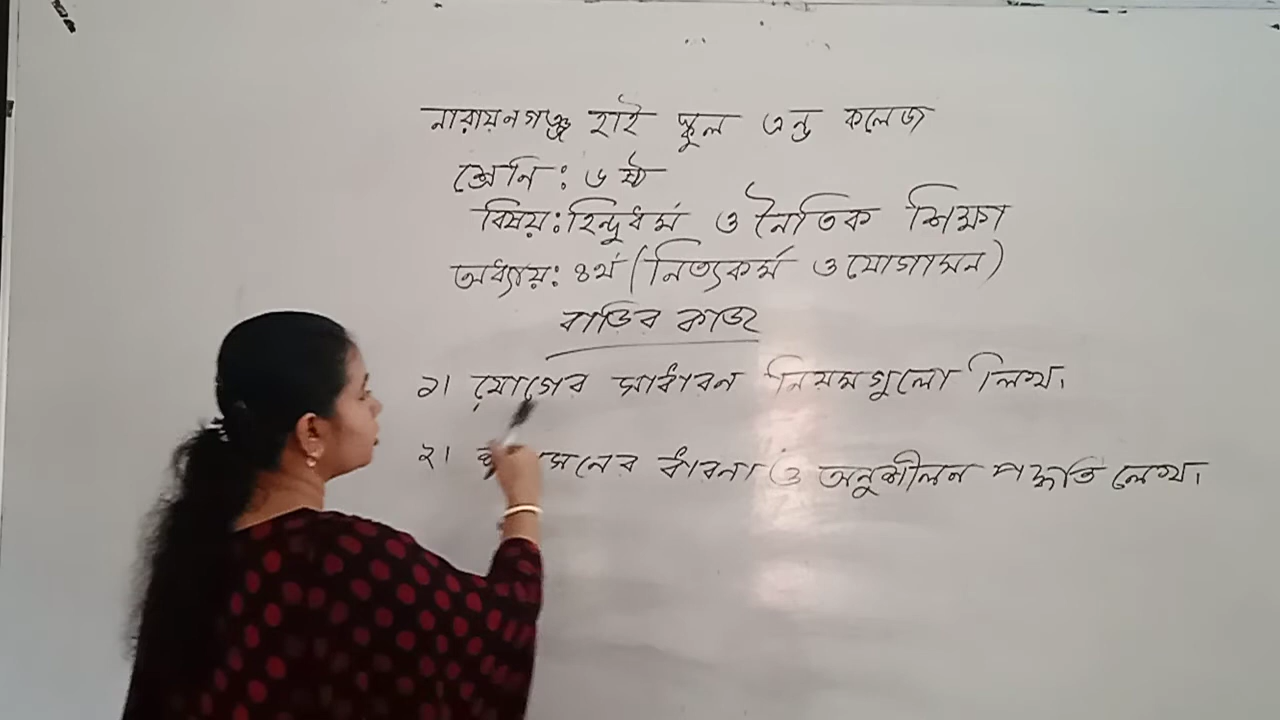 নারায়নগঞ্জ হাই স্কুল এন্ড কলেজ
শ্রেনি: ৬ষ্ঠ
বিষয়: হিন্দুধর্ম ও নৈতিক শিক্ষা
অধ্যায়: ৪র্থ (নিত্যকর্ম ও যোগাসন)
বাড়ির কাজ
১। যোগের সাধারন নিয়মগুলো লিখ।
২। ধারনা ও অনুশীলন পদ্ধতি লেখ।